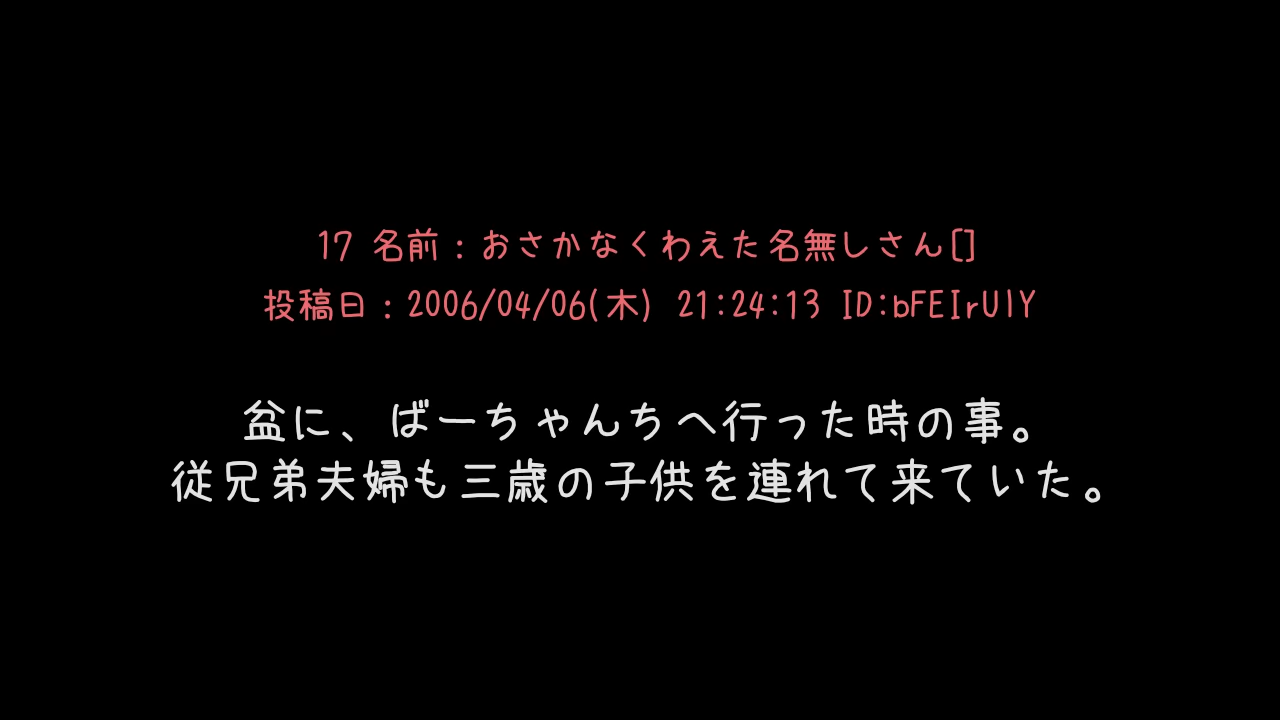 17 名前：おさかなくわえた名無しさん[]
投稿日：2006/04/06(木) 21:24:13 ID:bFEIrUlY
盆に、ばーちゃんちへ行った時の事。
従兄弟夫婦も三歳の子供を連れて来ていた。